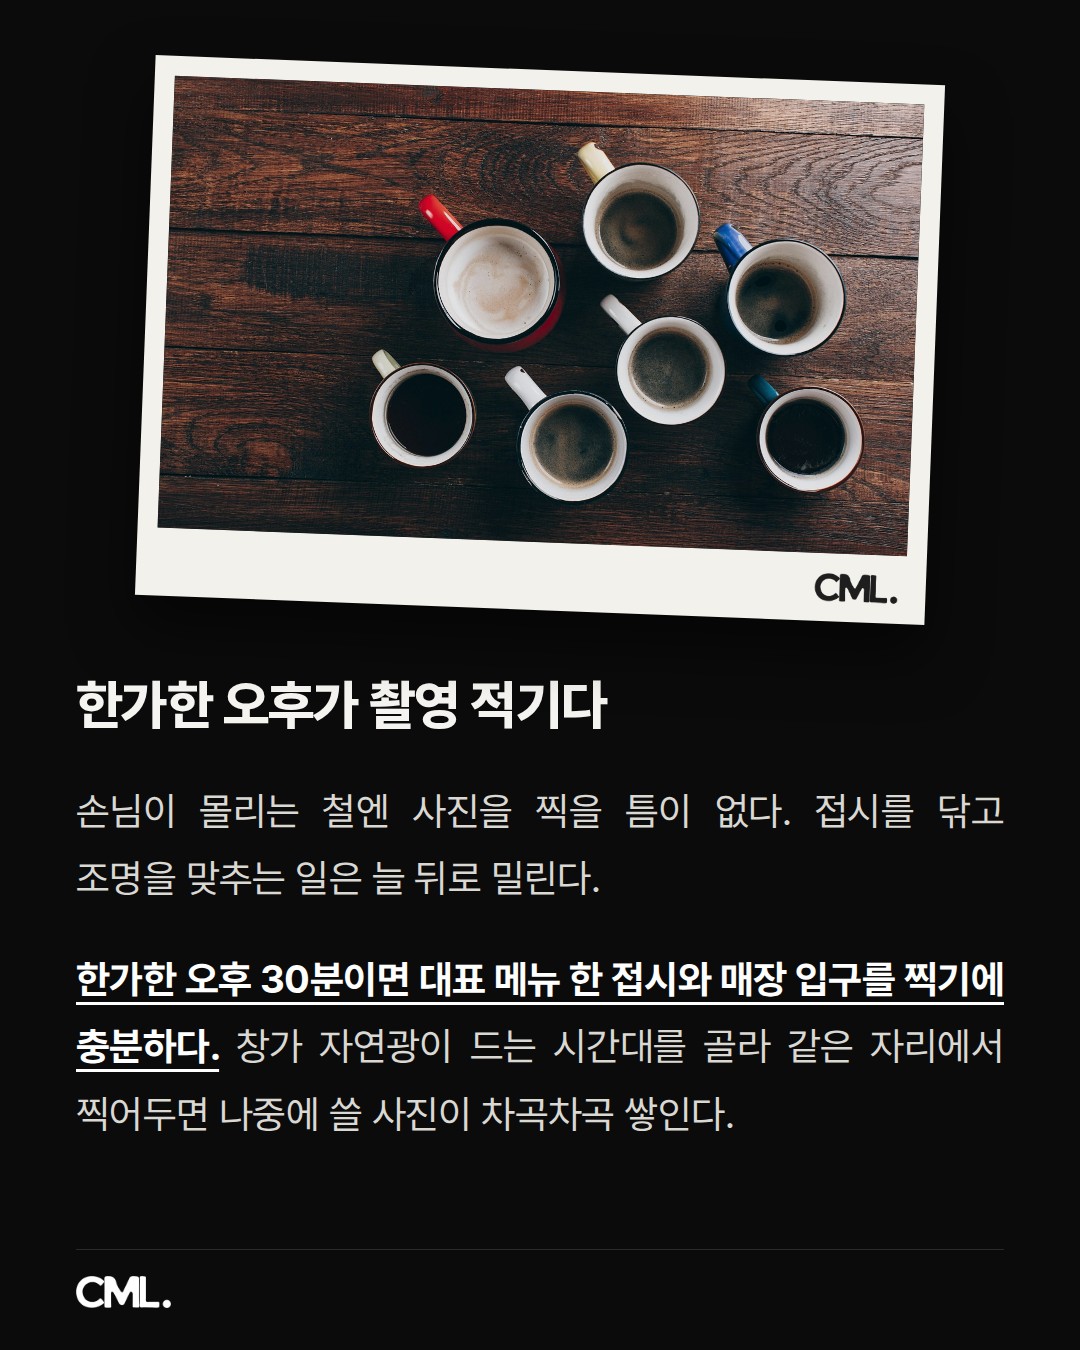 CML.
한가한 오후가 촬영 적기다
손님이 몰리는 철엔 사진을 찍을 틈이 없다. 접시를 닦고
조명을 맞추는 일은 늘 뒤로 밀린다.
한가한 오후 30분이면 대표 메뉴 한 접시와 매장 입구를 찍기에
충분하다. 창가 자연광이 드는 시간대를 골라 같은 자리에서
찍어두면 나중에 쓸 사진이 차곡차곡 쌓인다.
CML.